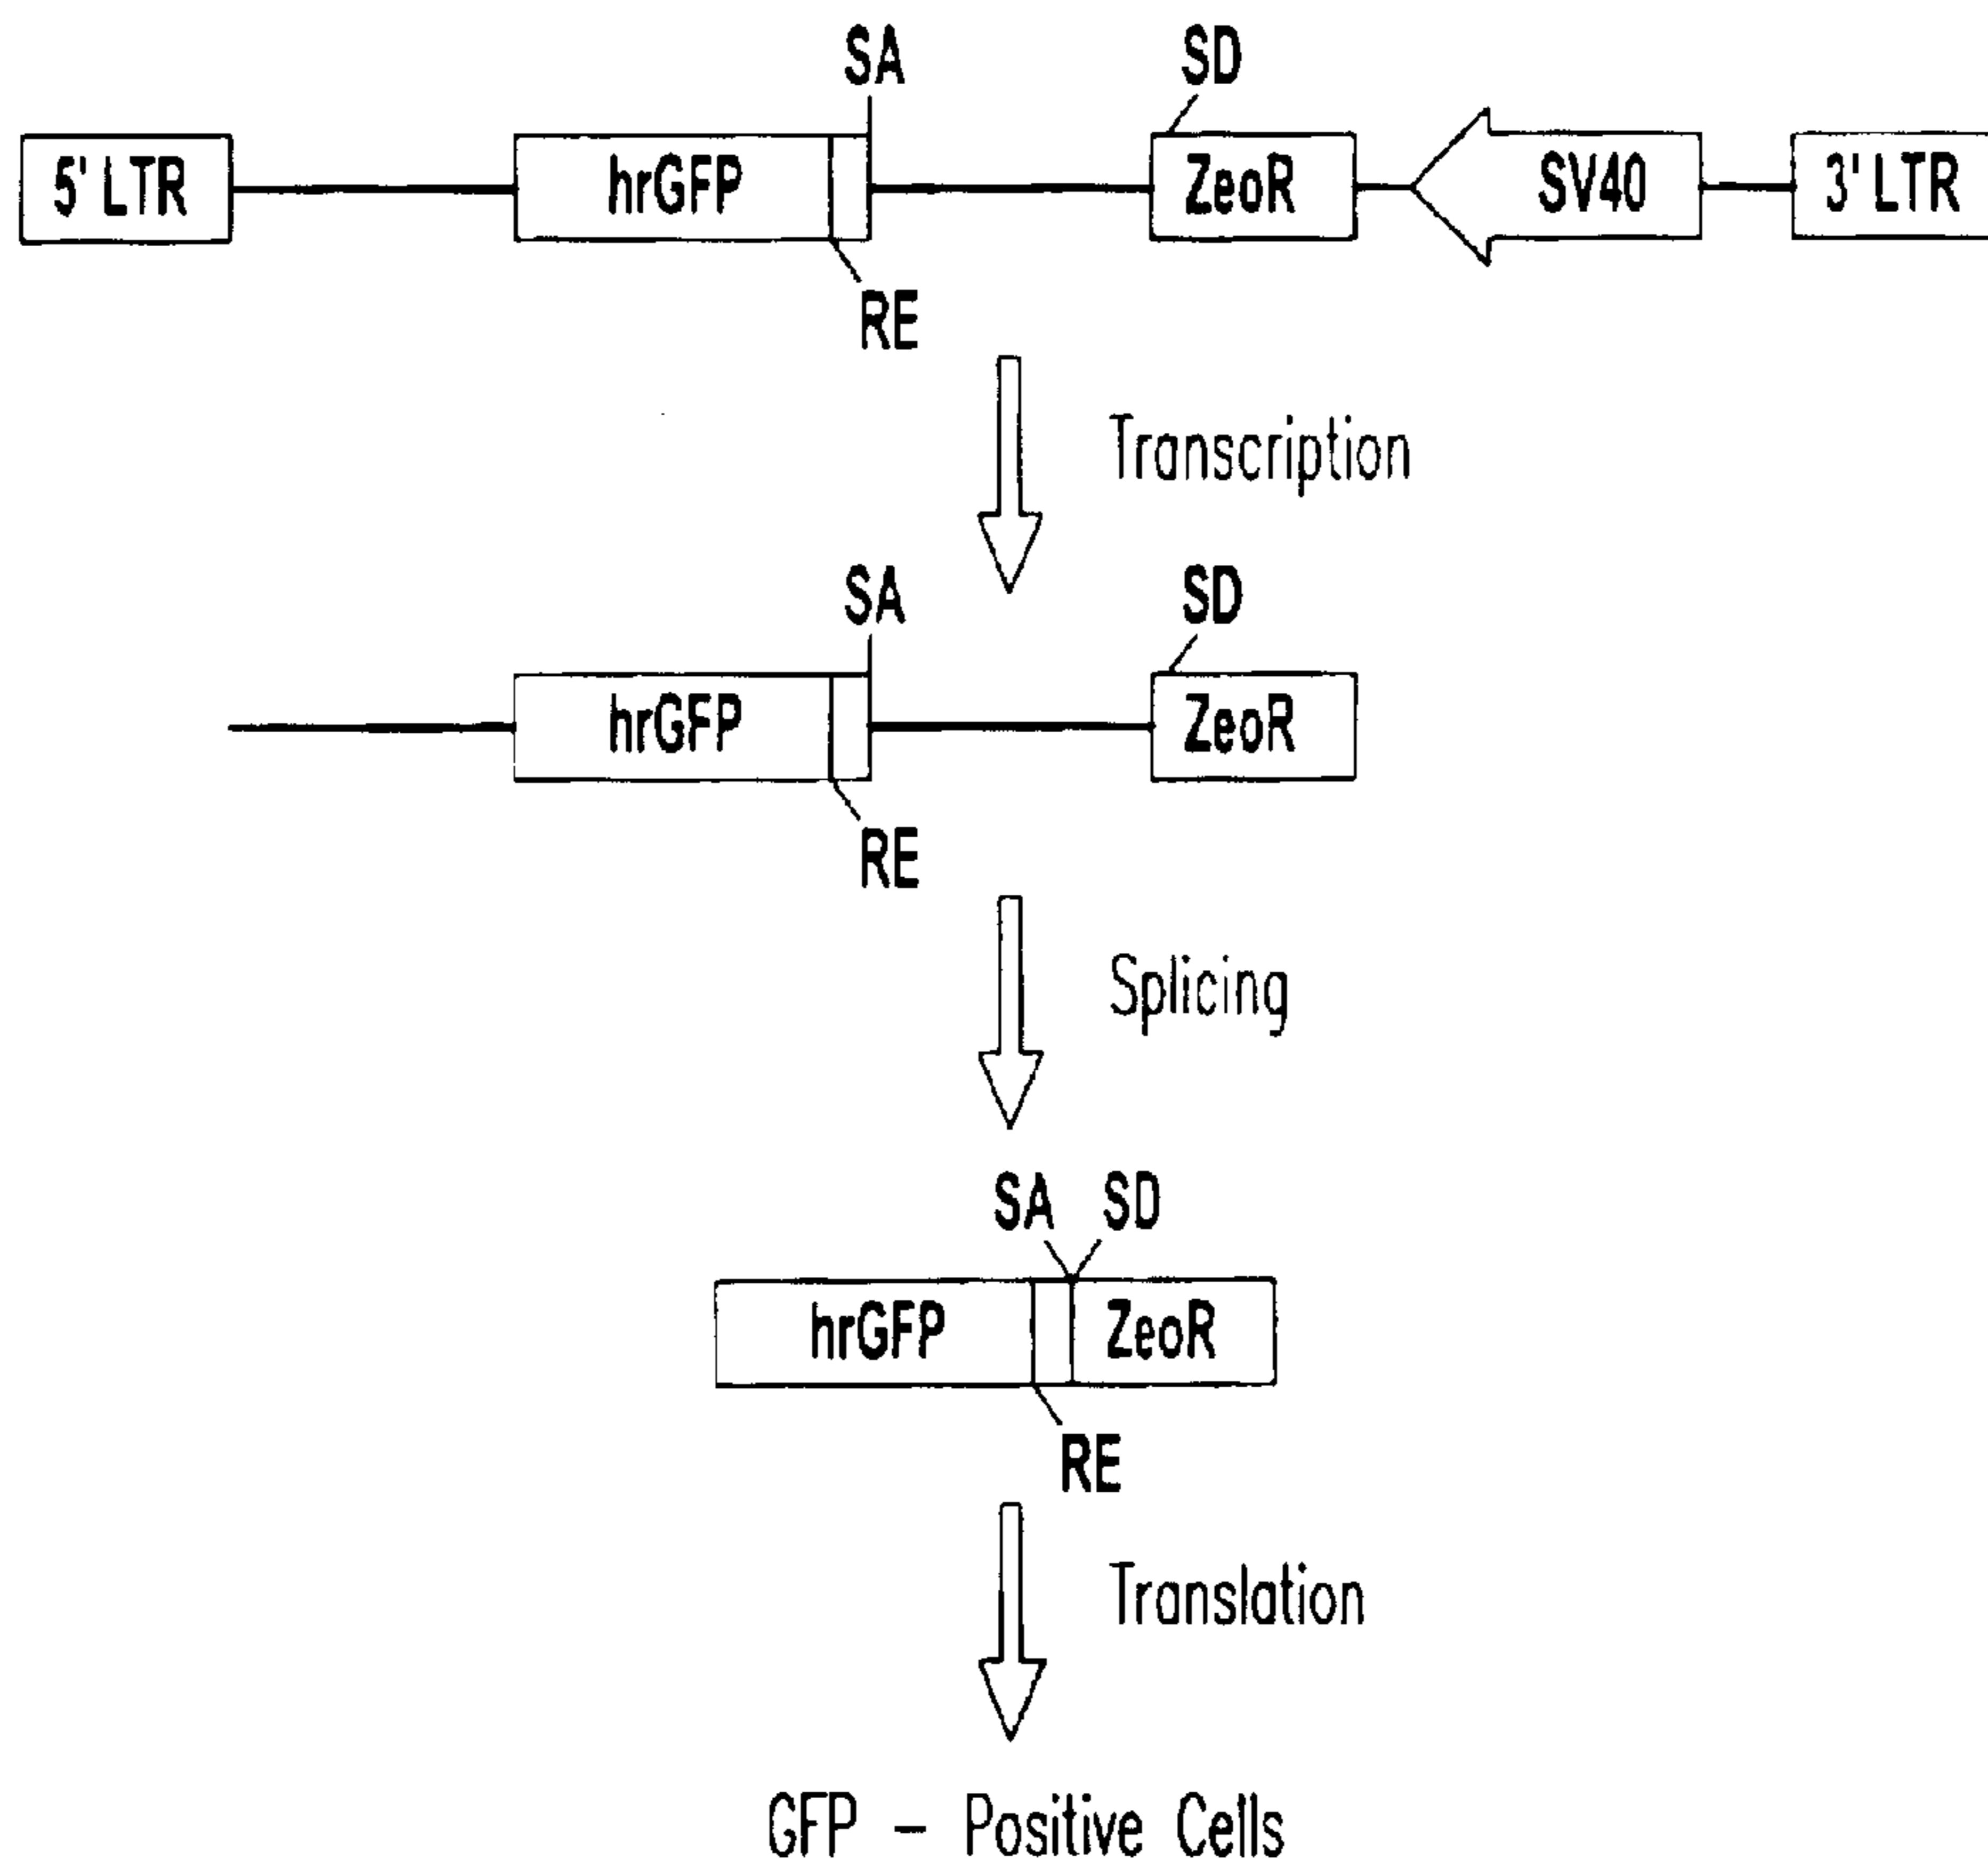 SA SD
5' LTR hrGFP ZeoR SV40 3' LTR
RE
Transcription
SA SD
hrGFP ZeoR
RE
Splicing
SA SD
hrGFP ZeoR
RE
Translation
GFP – Positive Cells